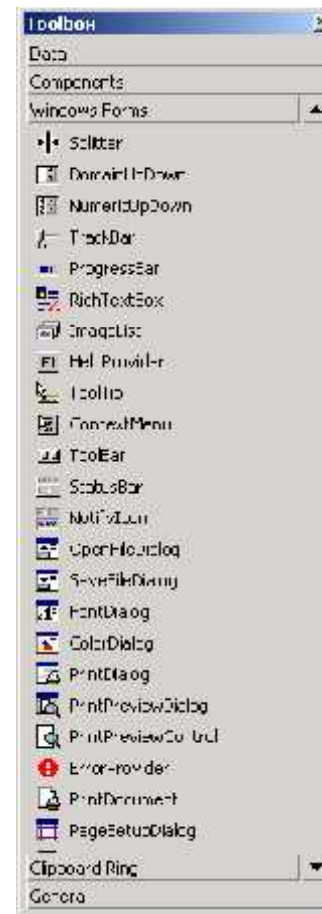 Toolbox
Data
Components
Windows Forms
Splitter
DomainUpDown
NumericUpDown
TrackBar
ProgressBar
RichTextBox
ImageList
HelpProvider
ToolTip
ContextMenu
ToolBar
StatusBar
NotifyIcon
OpenFileDialog
SaveFileDialog
FontDialog
ColorDialog
PrintDialog
PrintPreviewDialog
PrintPreviewControl
ErrorProvider
PrintDocument
PageSetupDialog
Clipboard Ring
General